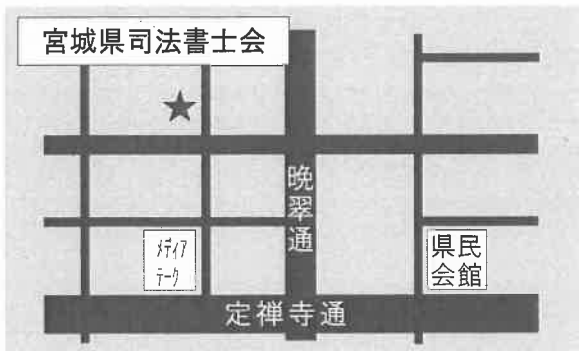 宮城県司法書士会
★
晩翠通
メディア
テーク
県民
会館
定禅寺通